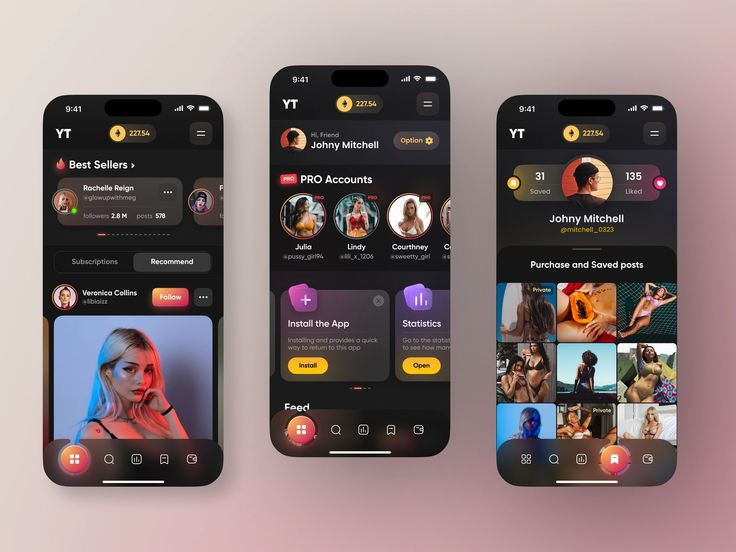 9:41
YT
227.54
Best Sellers ›
Rachelle Reign
@glowupwithmeg
followers 2.8 M posts 578
F
Subscriptions Recommend
Veronica Collins
@liblaizz
Follow
9:41
YT
227.54
Hi, Friend
Johny Mitchell
Option
PRO PRO Accounts
PRO
PRO
PRO
Julia
@pussy_girl94
Lindy
@lili_x_1206
Courthney
@sweetty_girl
Install the App
Installing and provides a quick
way to return to this app
Install
Statistics
Go to the statist
to see how many
Open
Feed
9:41
YT
227.54
31
Saved
135
Liked
Johny Mitchell
@mitchell_0323
Purchase and Saved posts
Private
Private